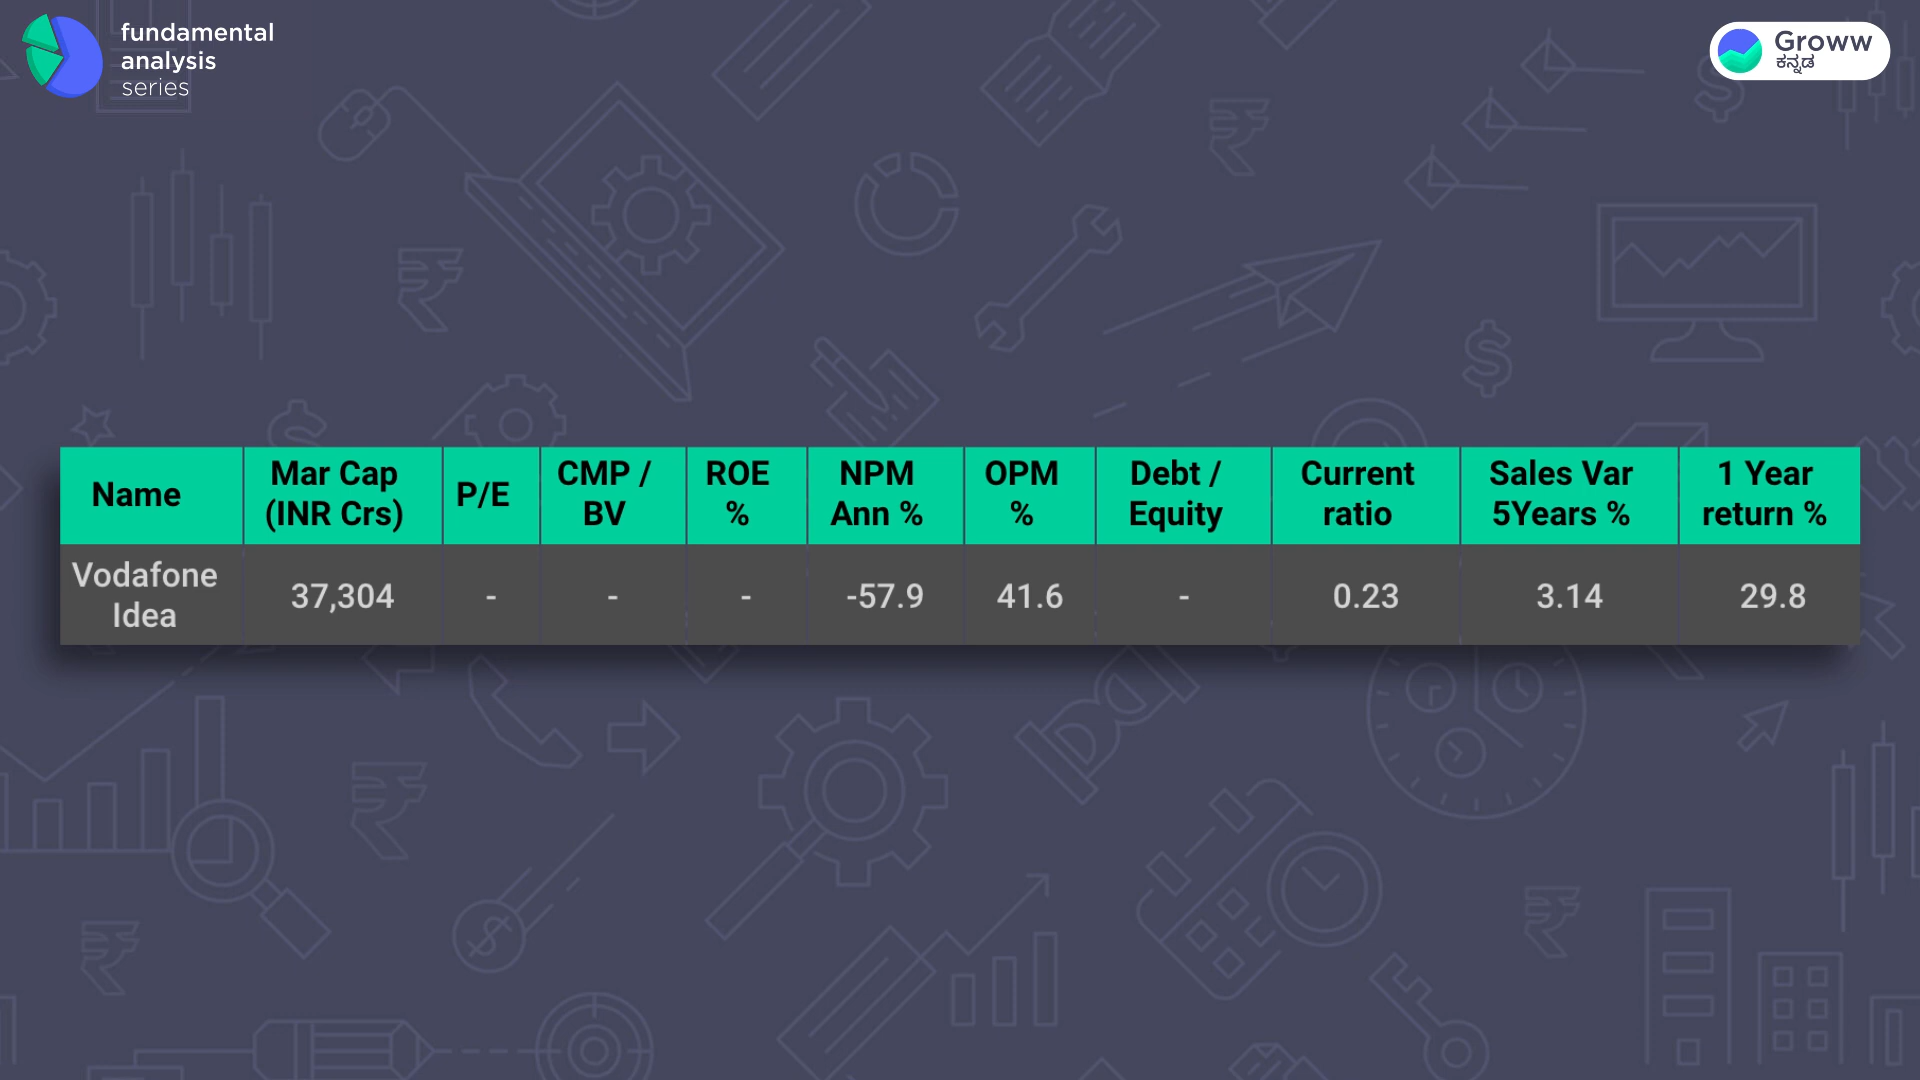 fundamental
analysis
series
Groww
ಕನ್ನಡ
Name Mar Cap (INR Crs) P/E CMP / BV ROE % NPM Ann % OPM % Debt / Equity Current ratio Sales Var 5Years % 1 Year return %
Vodafone Idea 37,304 - - - -57.9 41.6 - 0.23 3.14 29.8